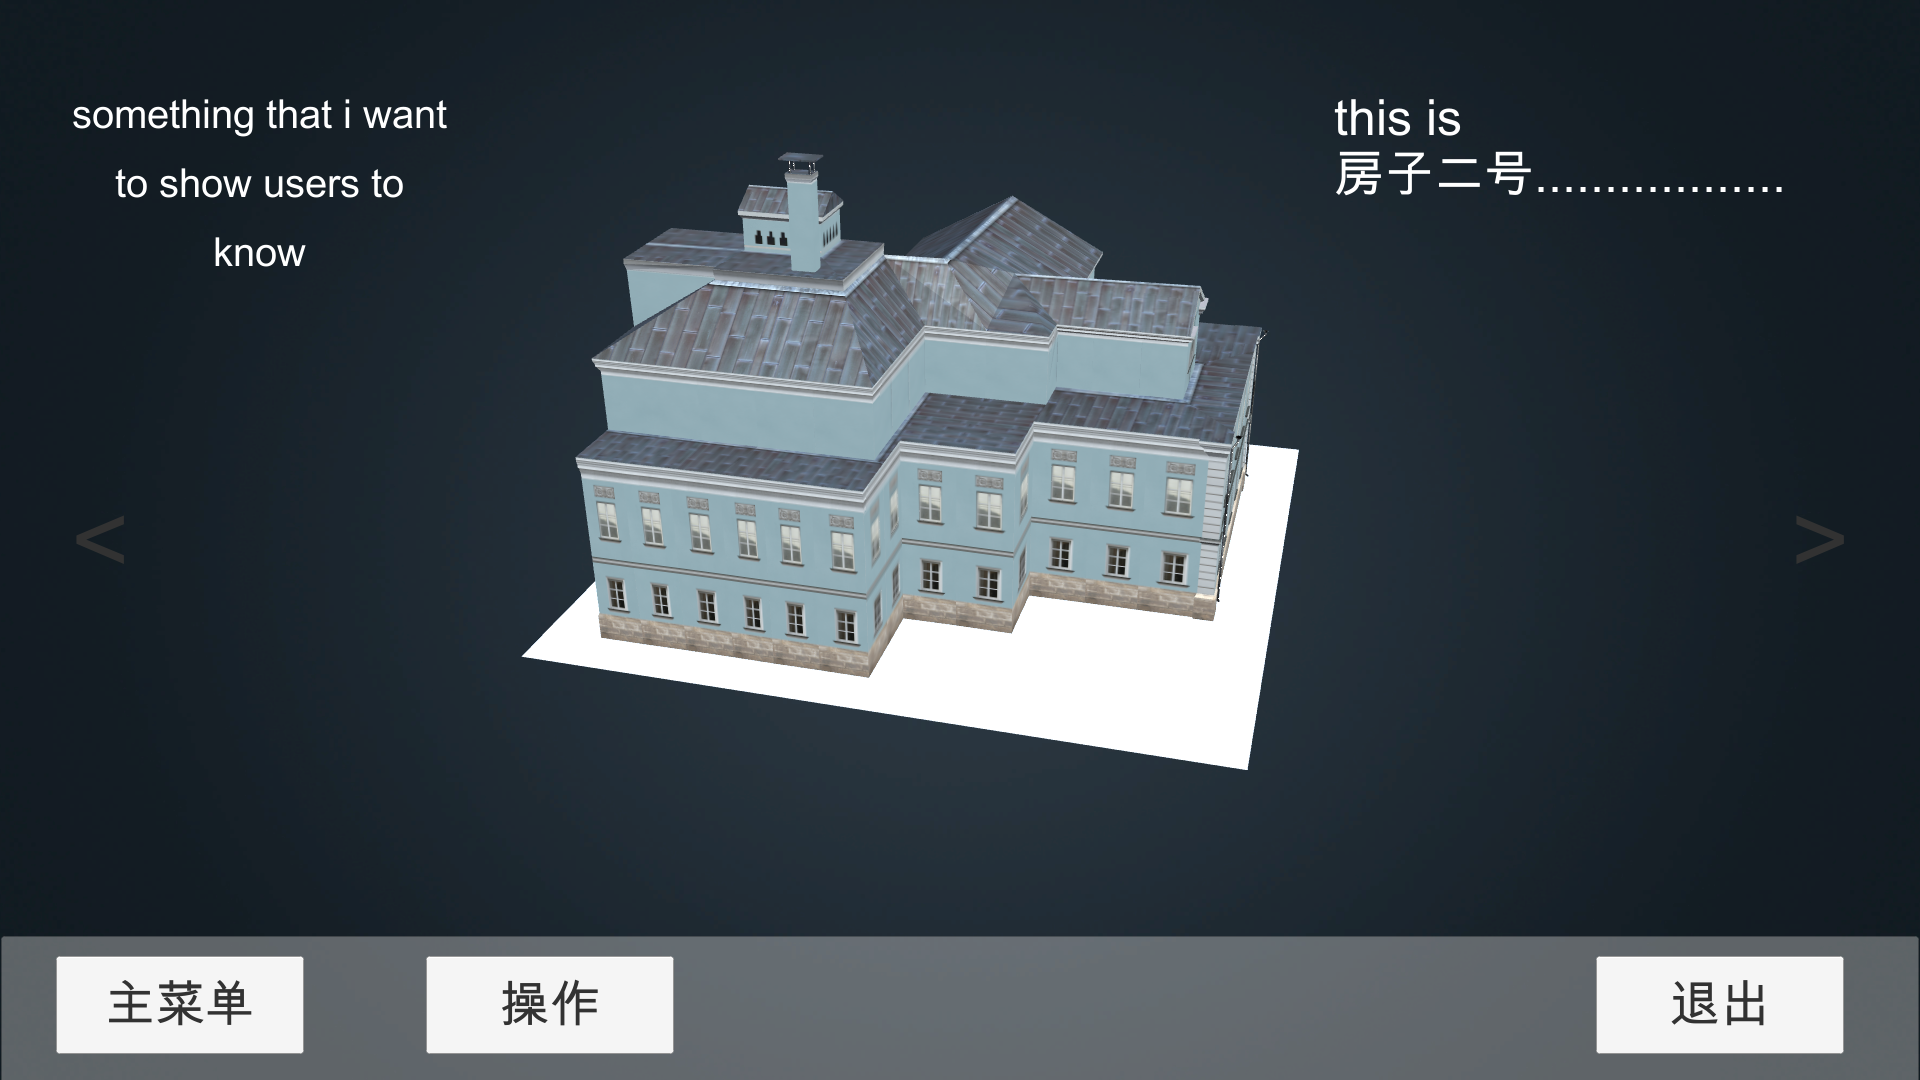 something that i want
to show users to
know
this is
房子二号..................
<
>
主菜单
操作
退出